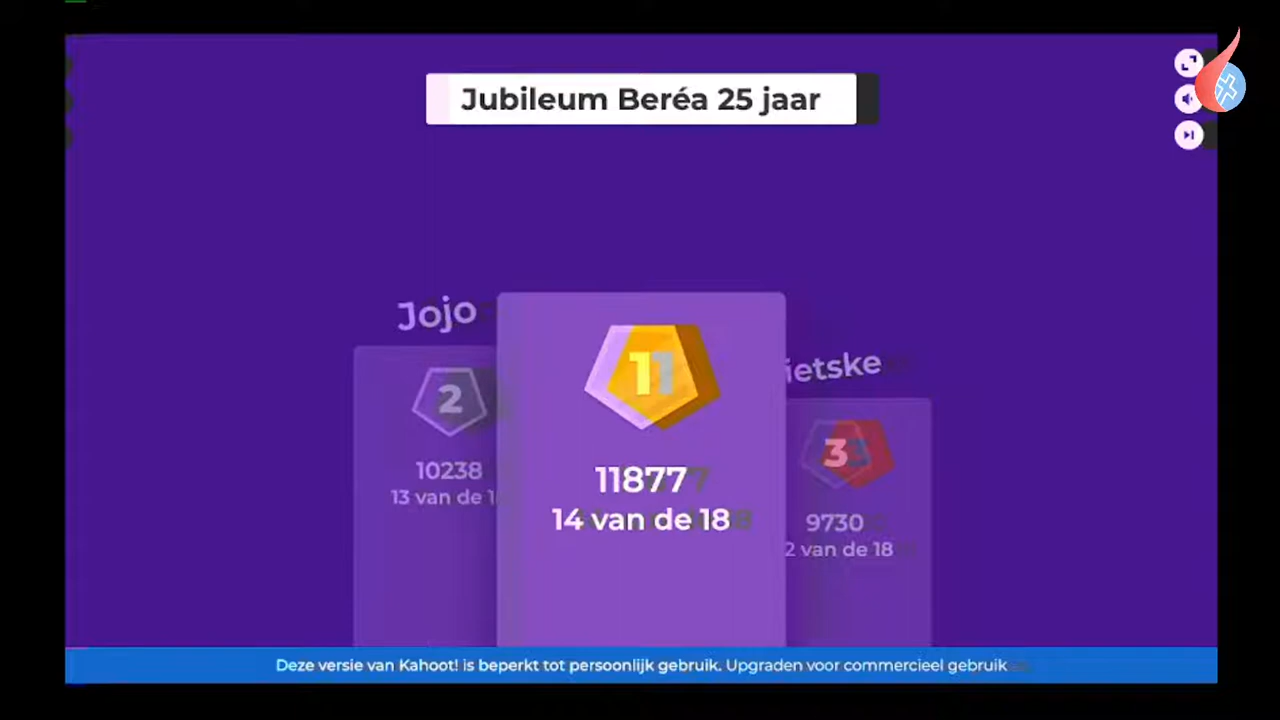 Jubileum Beréa 25 jaar
Jojo
ietske
2
1
3
10238
13 van de 1
11877
14 van de 18
9730
2 van de 18
Deze versie van Kahoot! is beperkt tot persoonlijk gebruik. Upgraden voor commercieel gebruik